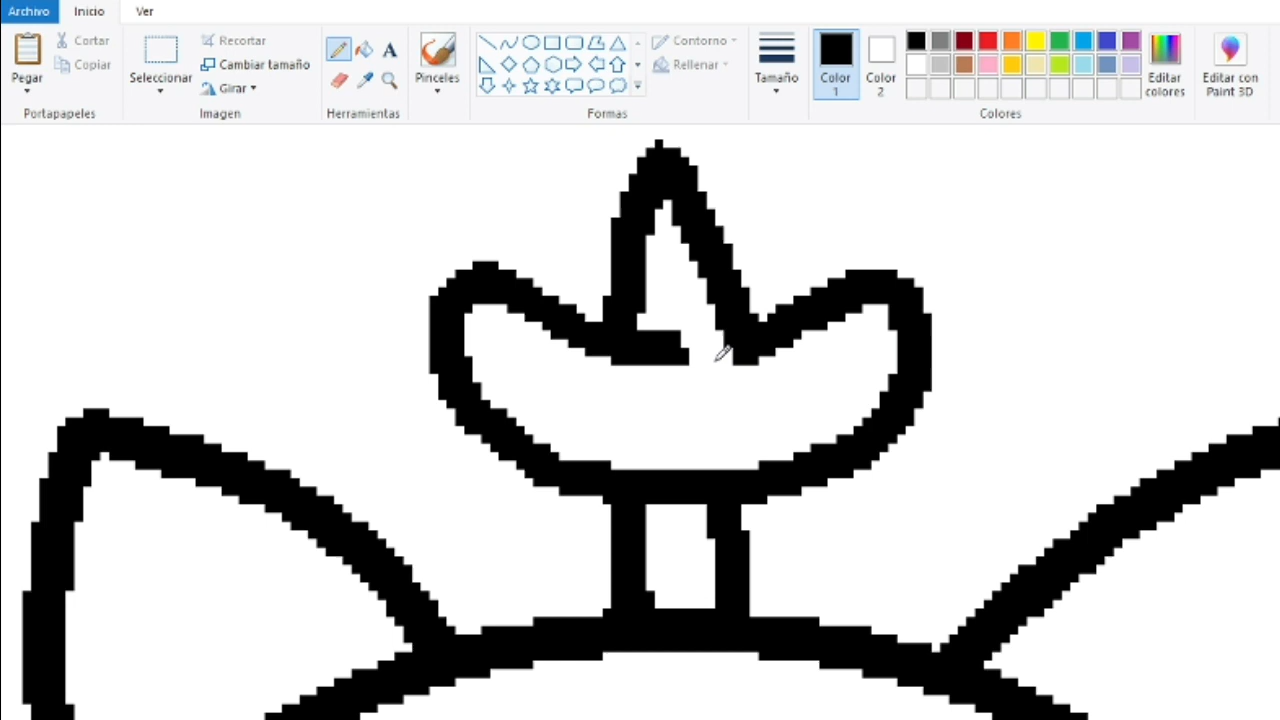 Archivo Inicio Ver
Pegar
Cortar
Copiar
Portapapeles
Seleccionar
Recortar
Cambiar tamaño
Girar
Imagen
A
Herramientas
Pinceles
Contorno
Rellenar
Formas
Tamaño
Color
1
Color
2
Editar
colores
Colores
Editar con
Paint 3D